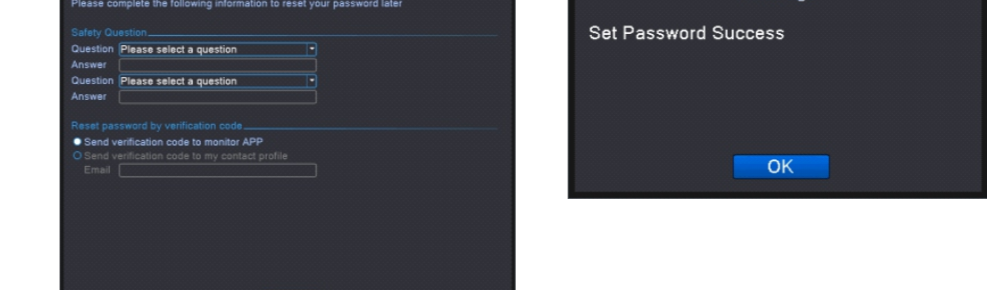 Please complete the following information to reset your password later
Safety Question
Question Please select a question
Answer
Question Please select a question
Answer
Reset password by verification code
Send verification code to monitor APP
Send verification code to my contact profile
Email
Set Password Success
OK